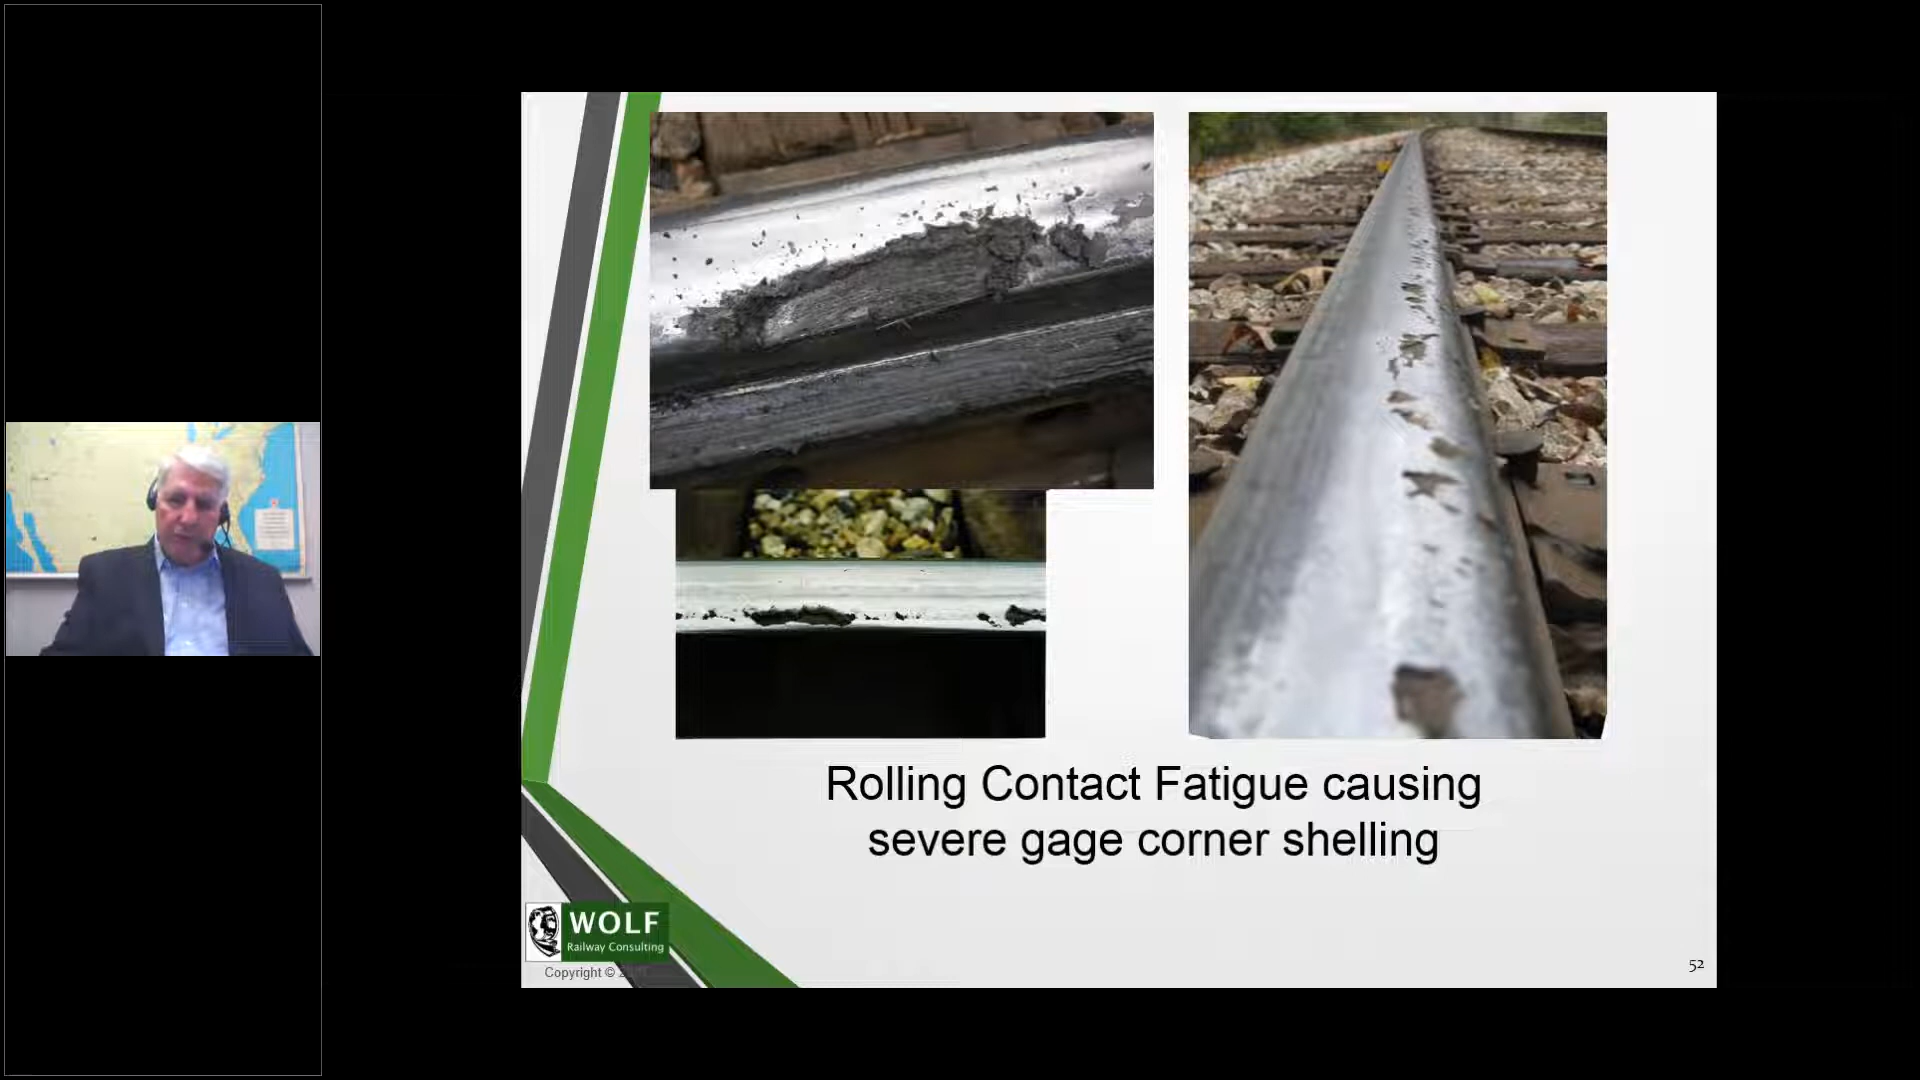 Rolling Contact Fatigue causing
severe gage corner shelling
WOLF
Railway Consulting
Copyright ©
52